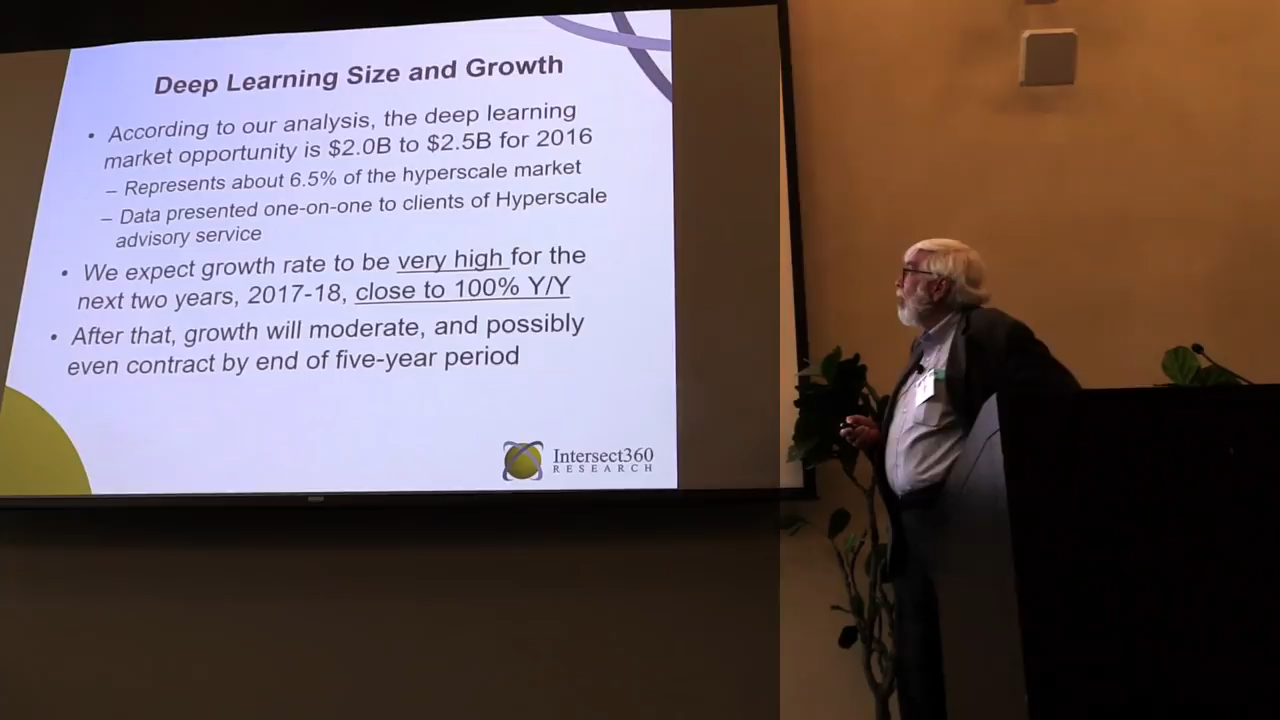 Deep Learning Size and Growth
• According to our analysis, the deep learning
market opportunity is $2.0B to $2.5B for 2016
– Represents about 6.5% of the hyperscale market
– Data presented one-on-one to clients of Hyperscale
advisory service
• We expect growth rate to be very high for the
next two years, 2017-18, close to 100% Y/Y
• After that, growth will moderate, and possibly
even contract by end of five-year period
Intersect360
RESEARCH